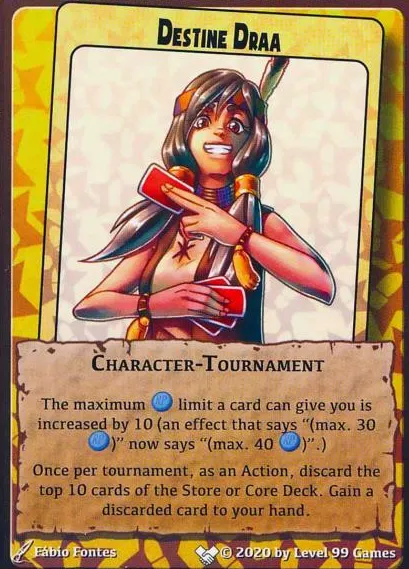 DESTINE DRAA
CHARACTER-TOURNAMENT
The maximum limit a card can give you is
increased by 10 (an effect that says "(max. 30
)" now says "(max. 40 )".)
Once per tournament, as an Action, discard the
top 10 cards of the Store or Core Deck. Gain a
discarded card to your hand.
Fábio Fontes © 2020 by Level 99 Games